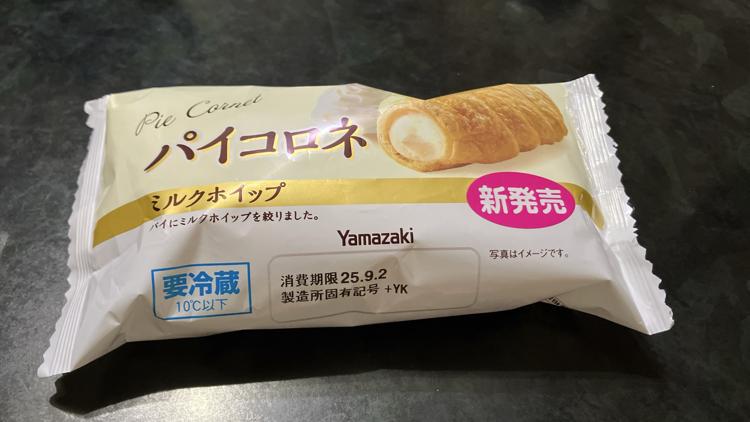 Pie Cornet
パイコロネ
ミルクホイップ
パイにミルクホイップを絞りました。
新発売
Yamazaki
写真はイメージです。
要冷蔵
10℃以下
消費期限 25.9.2
製造所固有記号 +YK